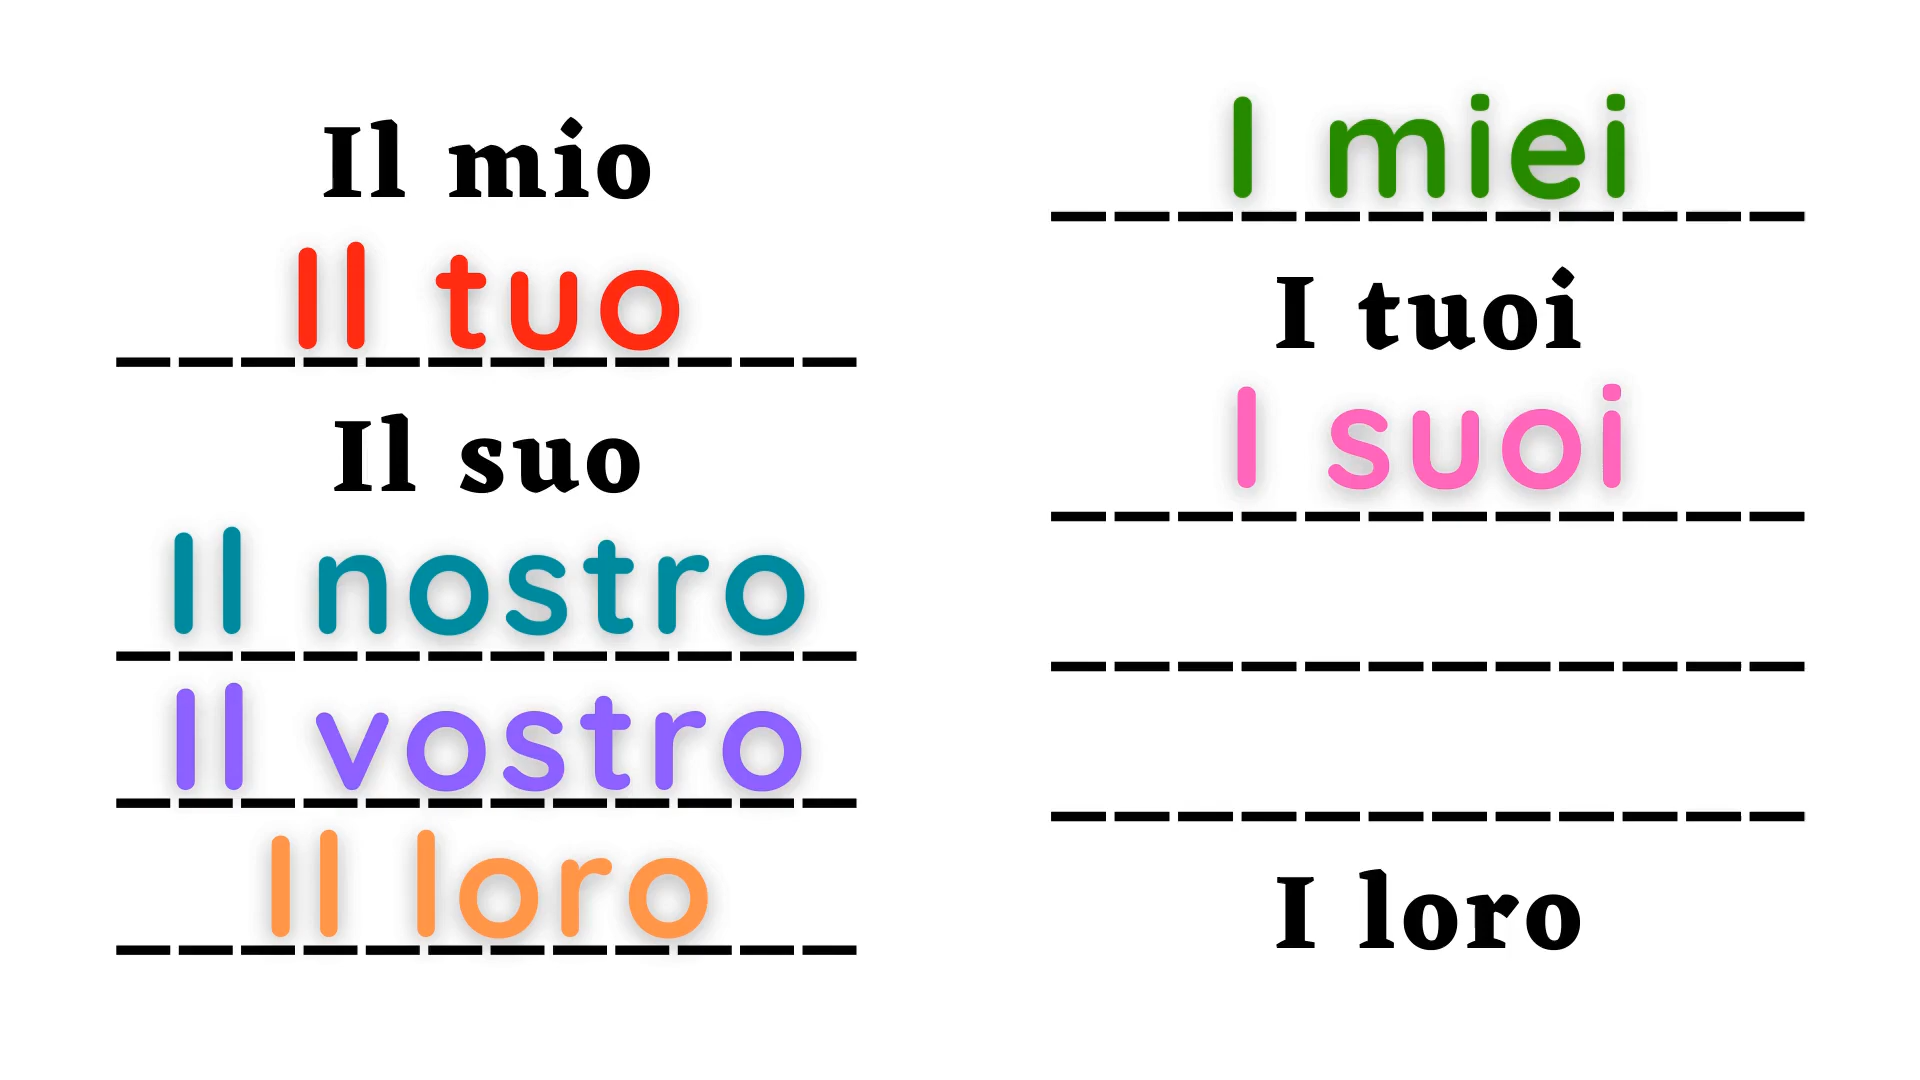 Il mio
Il tuo
Il suo
Il nostro
Il vostro
Il loro
I miei
I tuoi
I suoi
I loro